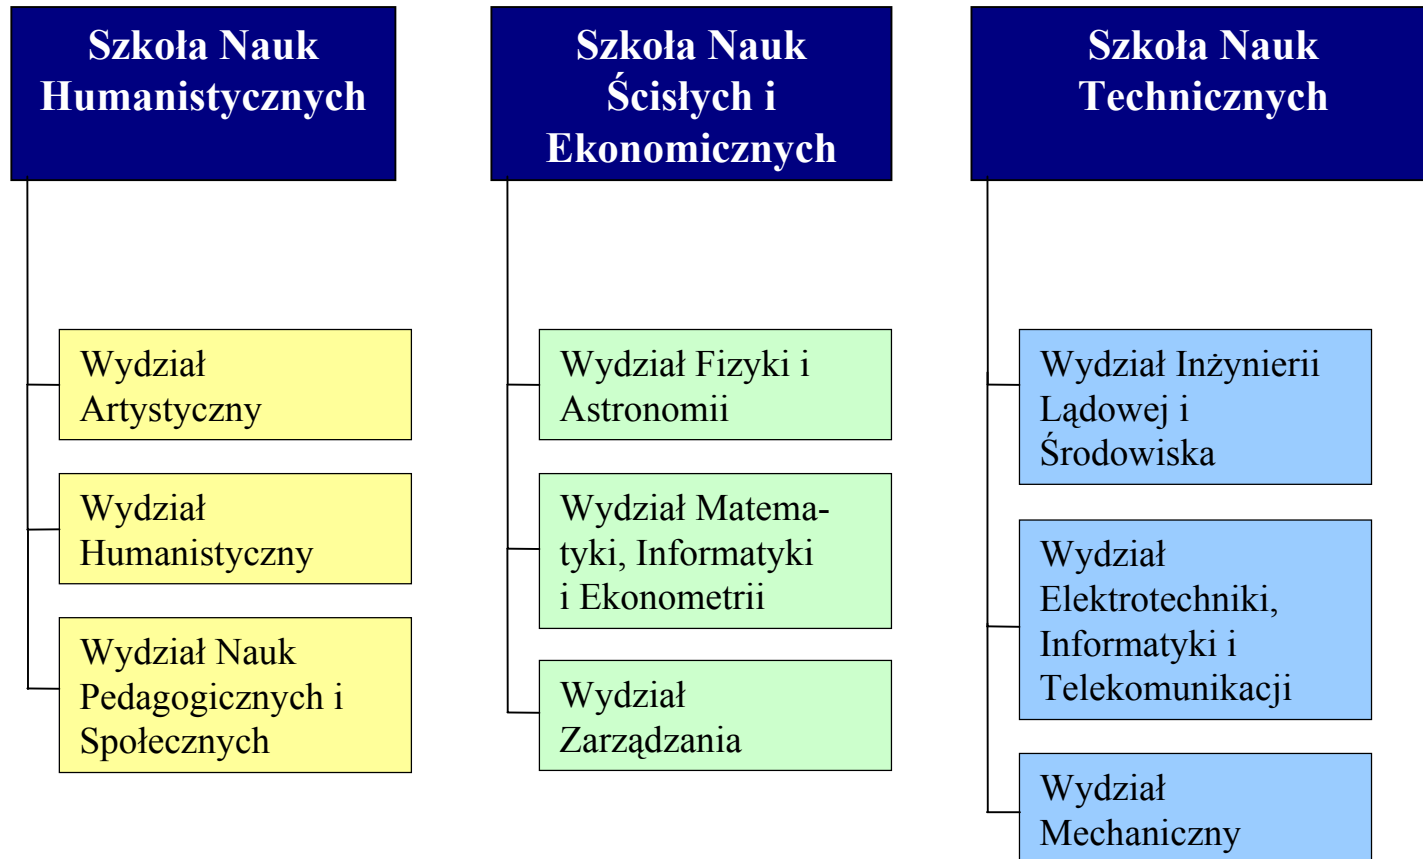 Szkoła Nauk
Humanistycznych
Wydział
Artystyczny
Wydział
Humanistyczny
Wydział Nauk
Pedagogicznych i
Społecznych
Szkoła Nauk
Ścisłych i
Ekonomicznych
Wydział Fizyki i
Astronomii
Wydział Matema-
tyki, Informatyki
i Ekonometrii
Wydział
Zarządzania
Szkoła Nauk
Technicznych
Wydział Inżynierii
Lądowej i
Środowiska
Wydział
Elektrotechniki,
Informatyki i
Telekomunikacji
Wydział
Mechaniczny